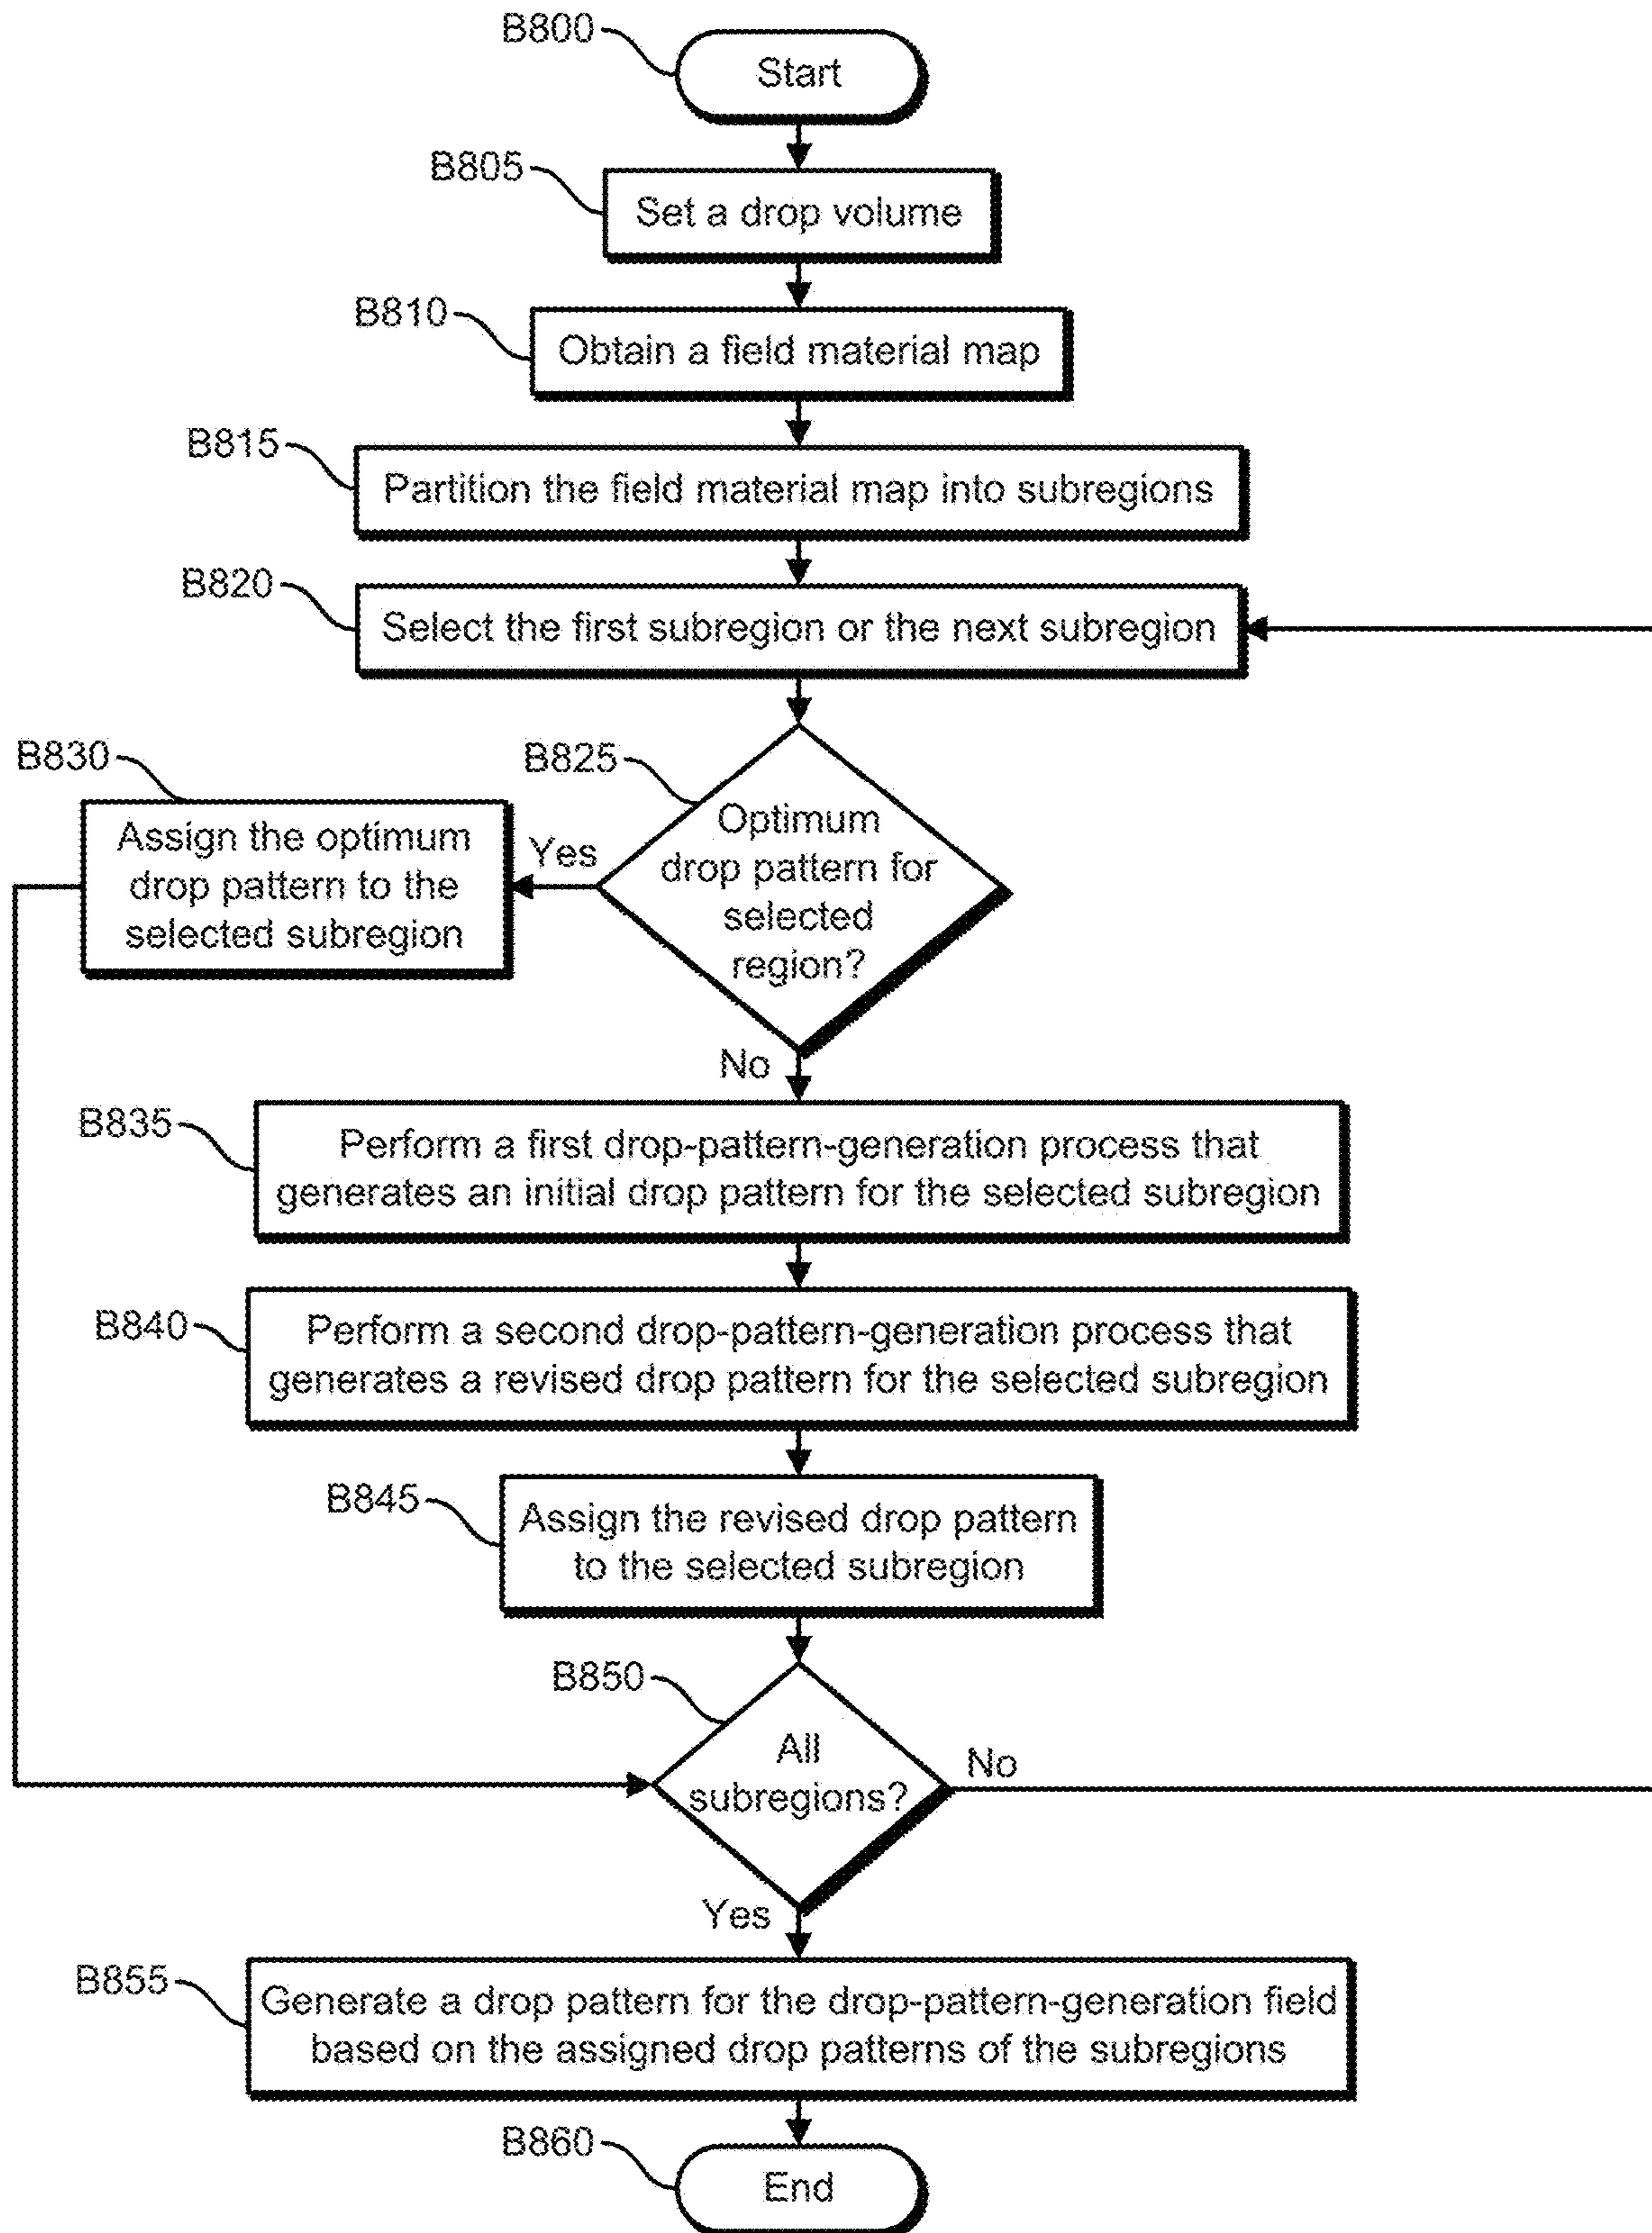 B800
Start
B805
Set a drop volume
B810
Obtain a field material map
B815
Partition the field material map into subregions
B820
Select the first subregion or the next subregion
B825
Optimum
drop pattern for
selected
region?
Yes
B830
Assign the optimum
drop pattern to the
selected subregion
No
B835
Perform a first drop-pattern-generation process that
generates an initial drop pattern for the selected subregion
B840
Perform a second drop-pattern-generation process that
generates a revised drop pattern for the selected subregion
B845
Assign the revised drop pattern
to the selected subregion
B850
All
subregions?
No
Yes
B855
Generate a drop pattern for the drop-pattern-generation field
based on the assigned drop patterns of the subregions
B860
End